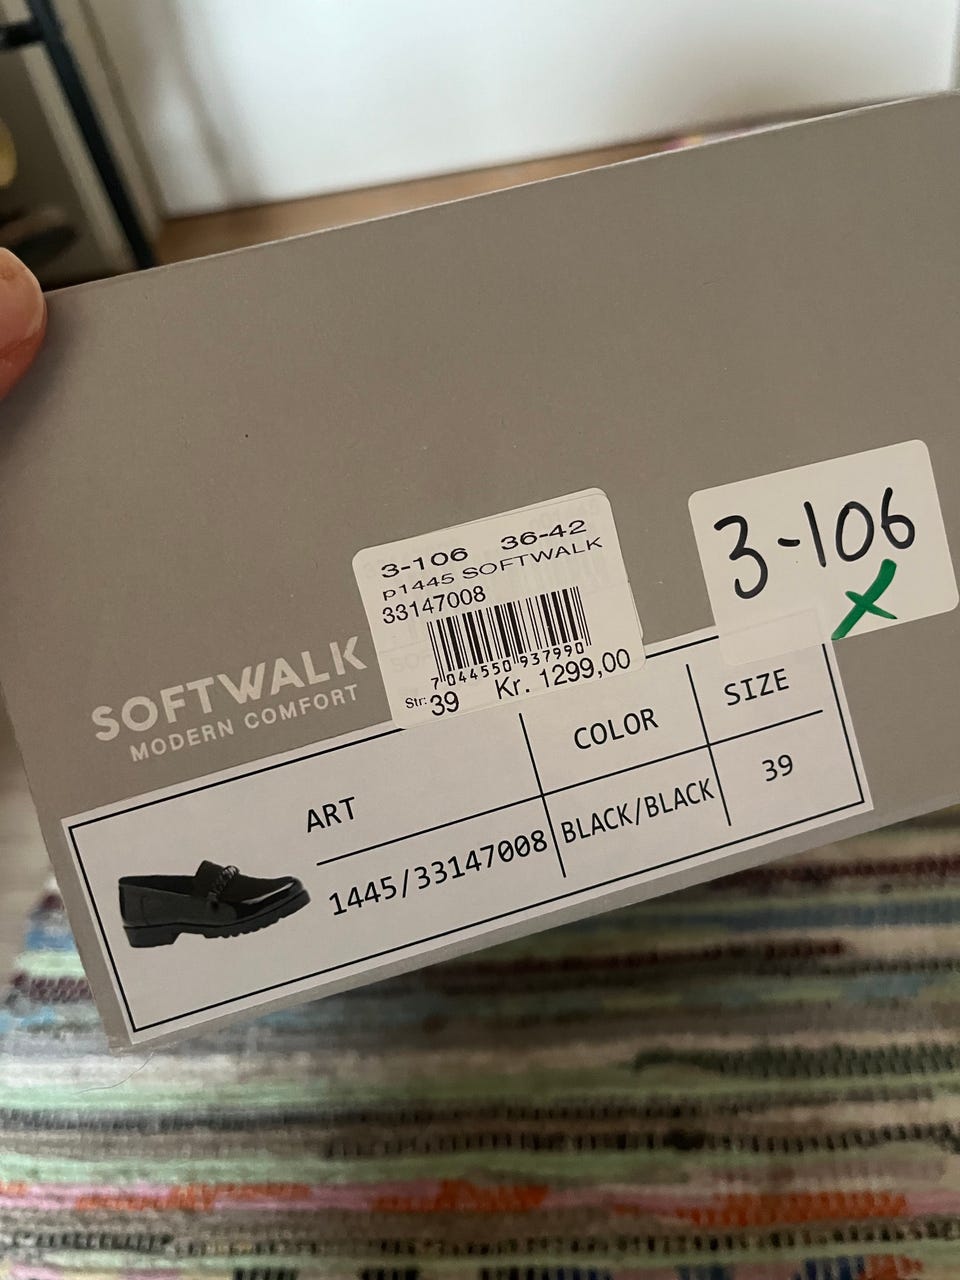 3-106 36-42
p1445 SOFTWALK
33147008
7 044550 937990
Str: 39 Kr. 1299,00
3-106
X
SOFTWALK
MODERN COMFORT
ART COLOR SIZE
1445/33147008 BLACK/BLACK 39